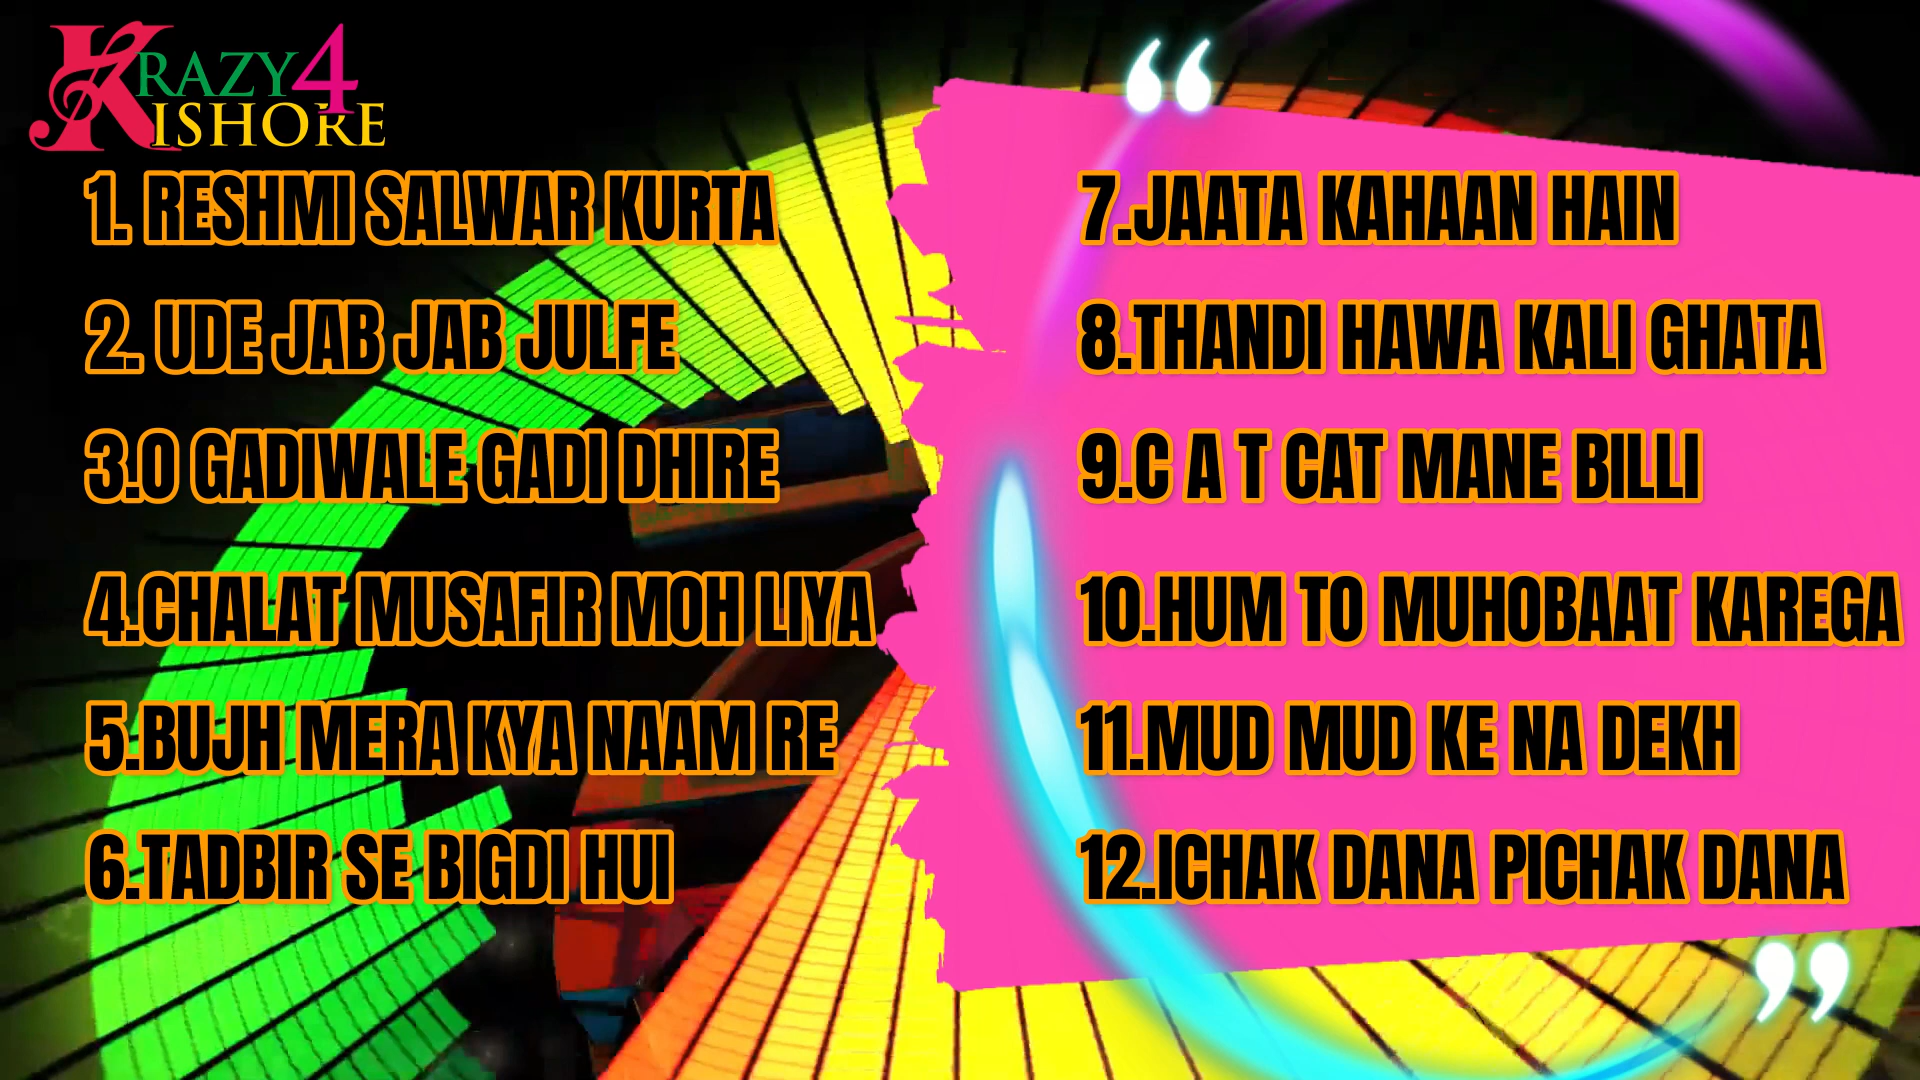 KRAZY4
KISHORE
1. RESHMI SALWAR KURTA
2. UDE JAB JAB JULFE
3.O GADIWALE GADI DHIRE
4.CHALAT MUSAFIR MOH LIYA
5.BUJH MERA KYA NAAM RE
6.TADBIR SE BIGDI HUI
“
7.JAATA KAHAAN HAIN
8.THANDI HAWA KALI GHATA
9.C A T CAT MANE BILLI
10.HUM TO MUHOBAAT KAREGA
11.MUD MUD KE NA DEKH
12.ICHAK DANA PICHAK DANA
”